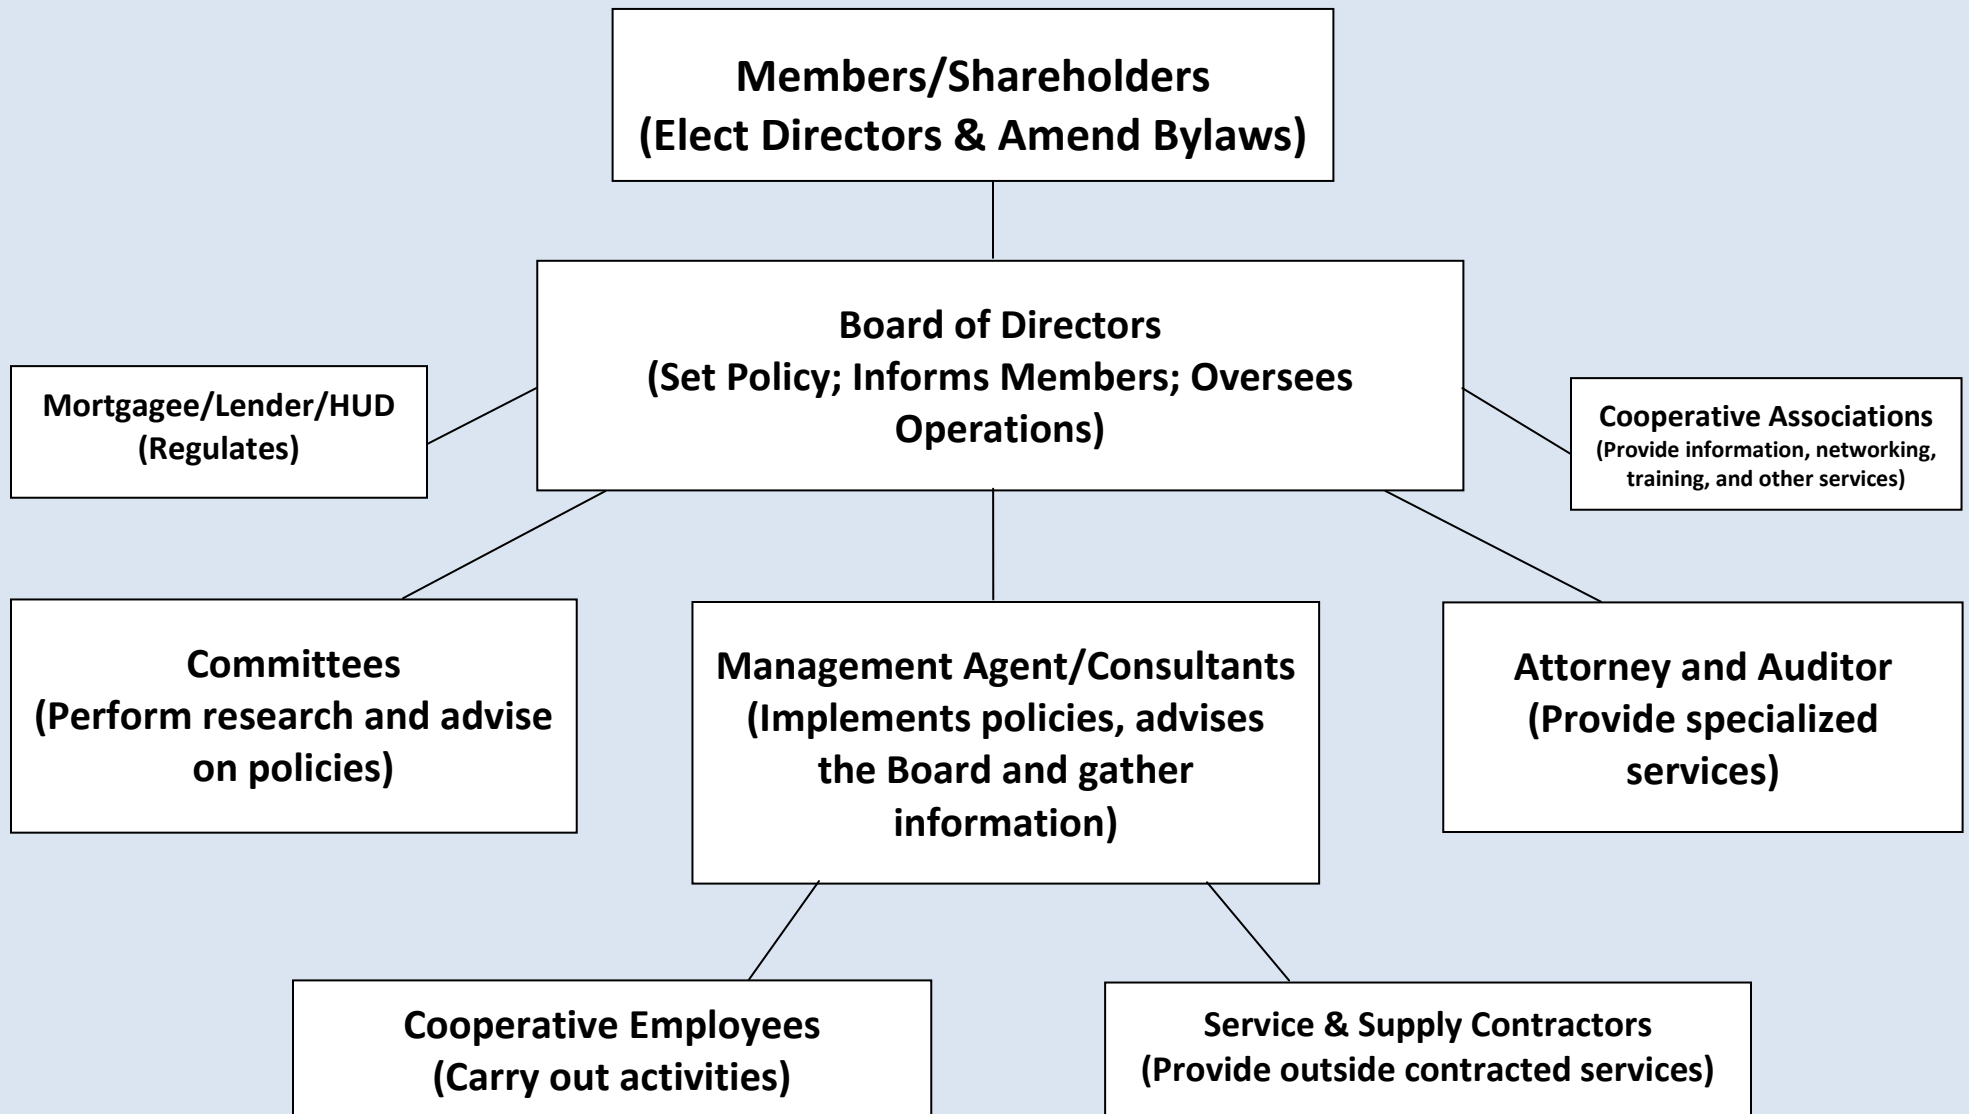 Members/Shareholders
(Elect Directors & Amend Bylaws)
Board of Directors
(Set Policy; Informs Members; Oversees
Operations)
Mortgagee/Lender/HUD
(Regulates)
Cooperative Associations
(Provide information, networking,
training, and other services)
Committees
(Perform research and advise
on policies)
Management Agent/Consultants
(Implements policies, advises
the Board and gather
information)
Attorney and Auditor
(Provide specialized
services)
Cooperative Employees
(Carry out activities)
Service & Supply Contractors
(Provide outside contracted services)